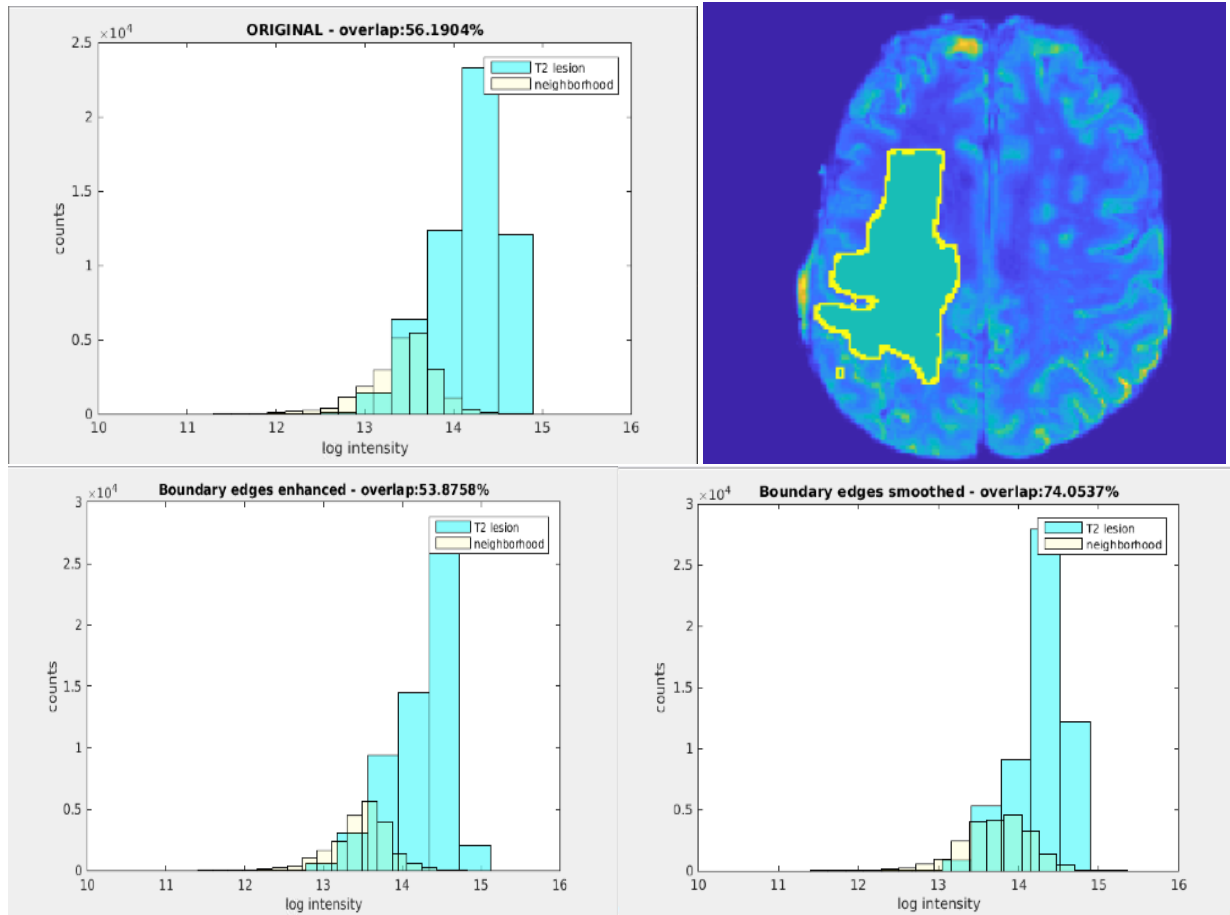 ORIGINAL - overlap:56.1904%
×10^4
2.5
2
1.5
1
0.5
0
counts
T2 lesion
neighborhood
10 11 12 13 14 15 16
log intensity
Boundary edges enhanced - overlap:53.8758%
×10^4
3
2.5
2
1.5
1
0.5
0
counts
T2 lesion
neighborhood
10 11 12 13 14 15 16
log intensity
Boundary edges smoothed - overlap:74.0537%
×10^4
3
2.5
2
1.5
1
0.5
0
counts
T2 lesion
neighborhood
10 11 12 13 14 15 16
log intensity